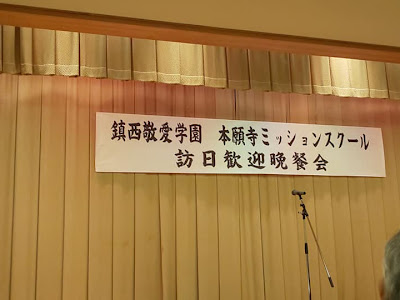 鎮西敬愛学園　本願寺ミッションスクール
訪日歓迎晩餐会